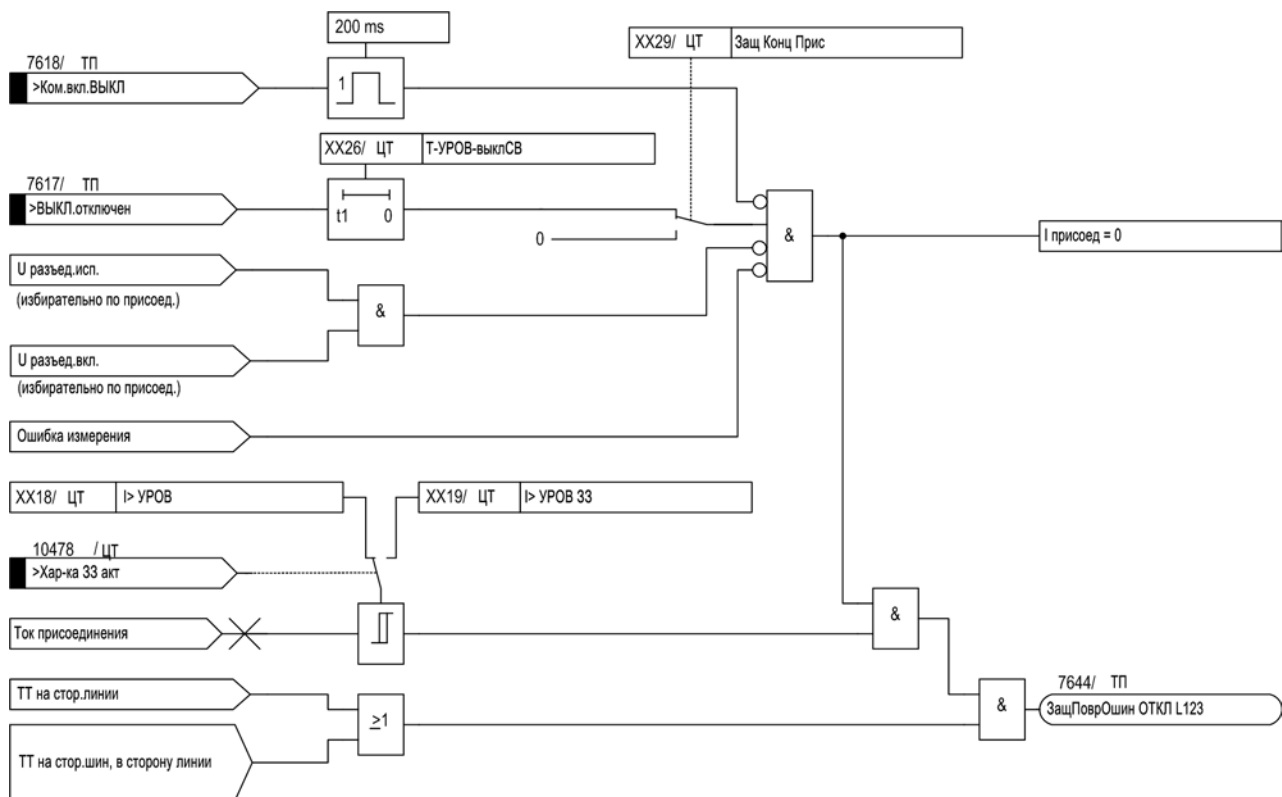 200 ms
XX29/ ЦТ Защ Конц Прис
7618/ ТП
>Ком.вкл.ВЫКЛ
1
XX26/ ЦТ Т-УРОВ-выклСВ
7617/ ТП
>ВЫКЛ.отключен
t1 0
0
&
I присоед = 0
U разъед.исп.
(избирательно по присоед.)
&
U разъед.вкл.
(избирательно по присоед.)
Ошибка измерения
XX18/ ЦТ I> УРОВ
XX19/ ЦТ I> УРОВ ЗЗ
10478 / ЦТ
>Хар-ка ЗЗ акт
Ток присоединения
&
ТТ на стор.линии
≥1
&
7644/ ТП
ЗащПоврОшин ОТКЛ L123
ТТ на стор.шин, в сторону линии